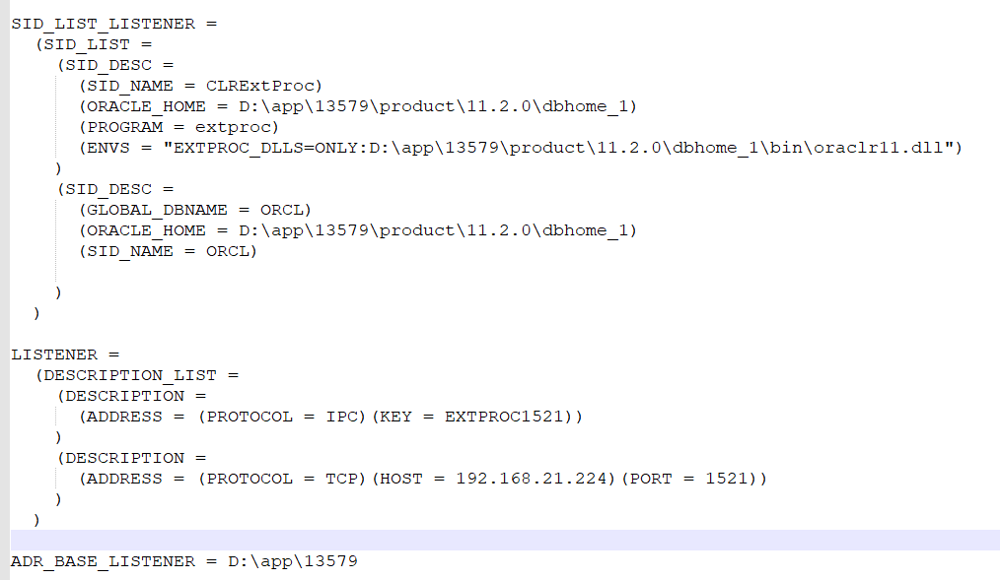 SID_LIST_LISTENER =
  (SID_LIST =
    (SID_DESC =
      (SID_NAME = CLRExtProc)
      (ORACLE_HOME = D:\app\13579\product\11.2.0\dbhome_1)
      (PROGRAM = extproc)
      (ENVS = "EXTPROC_DLLS=ONLY:D:\app\13579\product\11.2.0\dbhome_1\bin\oraclr11.dll")
    )
    (SID_DESC =
      (GLOBAL_DBNAME = ORCL)
      (ORACLE_HOME = D:\app\13579\product\11.2.0\dbhome_1)
      (SID_NAME = ORCL)

    )
  )

LISTENER =
  (DESCRIPTION_LIST =
    (DESCRIPTION =
      (ADDRESS = (PROTOCOL = IPC)(KEY = EXTPROC1521))
    )
    (DESCRIPTION =
      (ADDRESS = (PROTOCOL = TCP)(HOST = 192.168.21.224)(PORT = 1521))
    )
  )

ADR_BASE_LISTENER = D:\app\13579